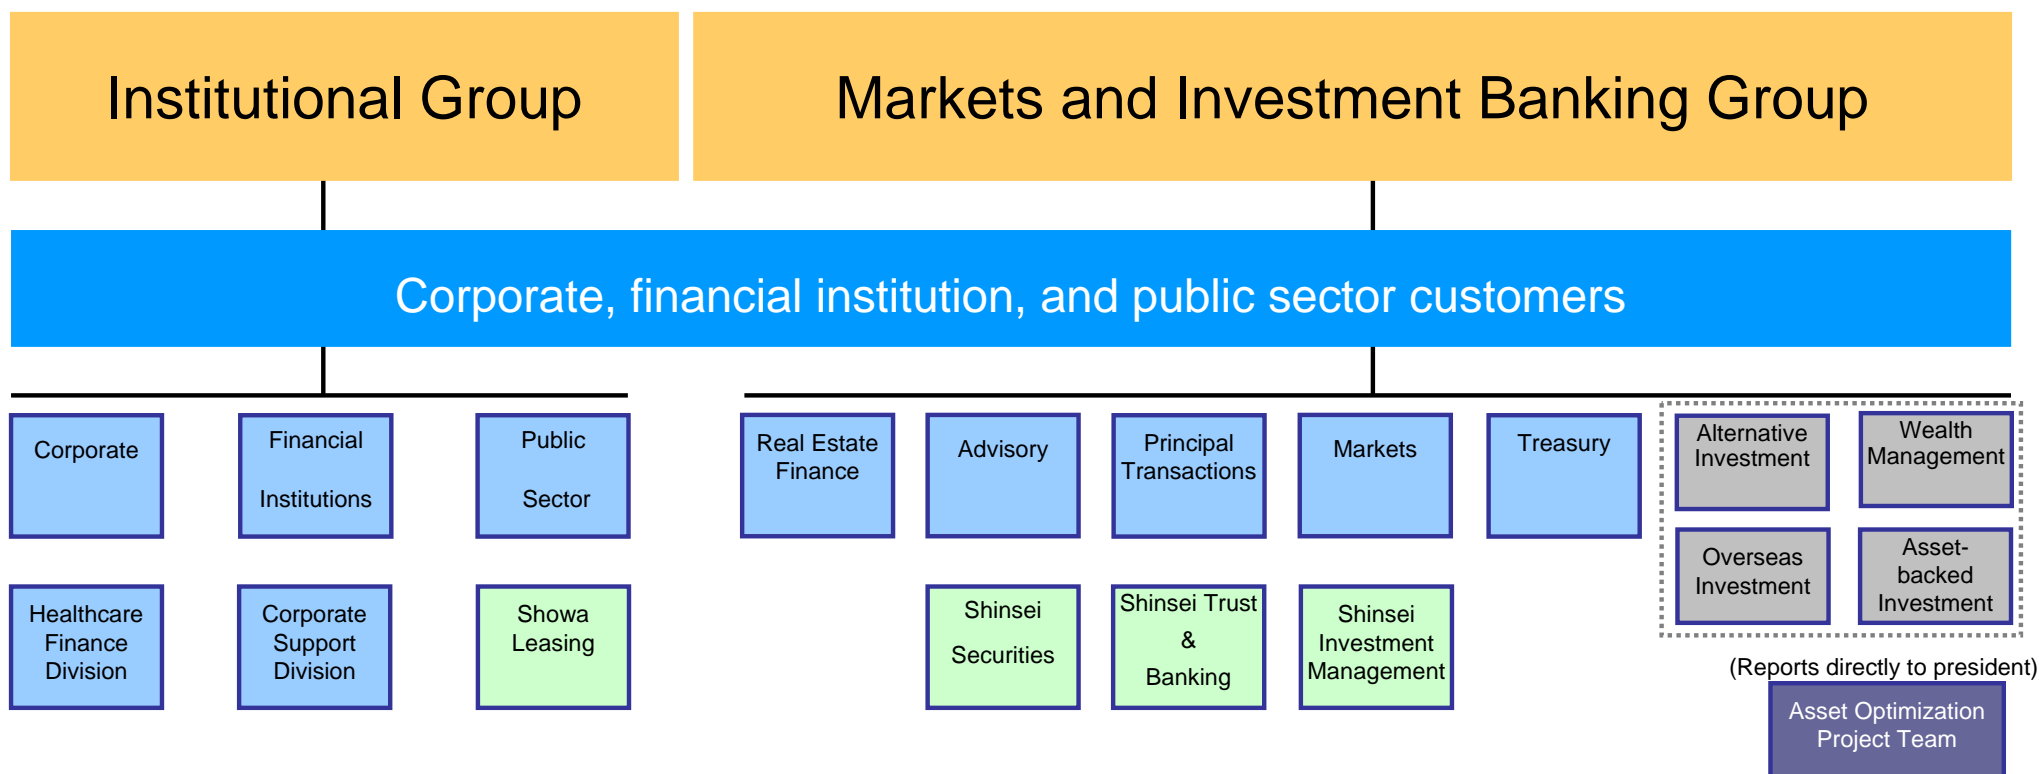 Institutional Group
Markets and Investment Banking Group
Corporate, financial institution, and public sector customers
Corporate
Financial
Institutions
Public
Sector
Real Estate
Finance
Advisory
Principal
Transactions
Markets
Treasury
Alternative
Investment
Wealth
Management
Overseas
Investment
Asset-
backed
Investment
Healthcare
Finance
Division
Corporate
Support
Division
Showa
Leasing
Shinsei
Securities
Shinsei Trust
&
Banking
Shinsei
Investment
Management
(Reports directly to president)
Asset Optimization
Project Team